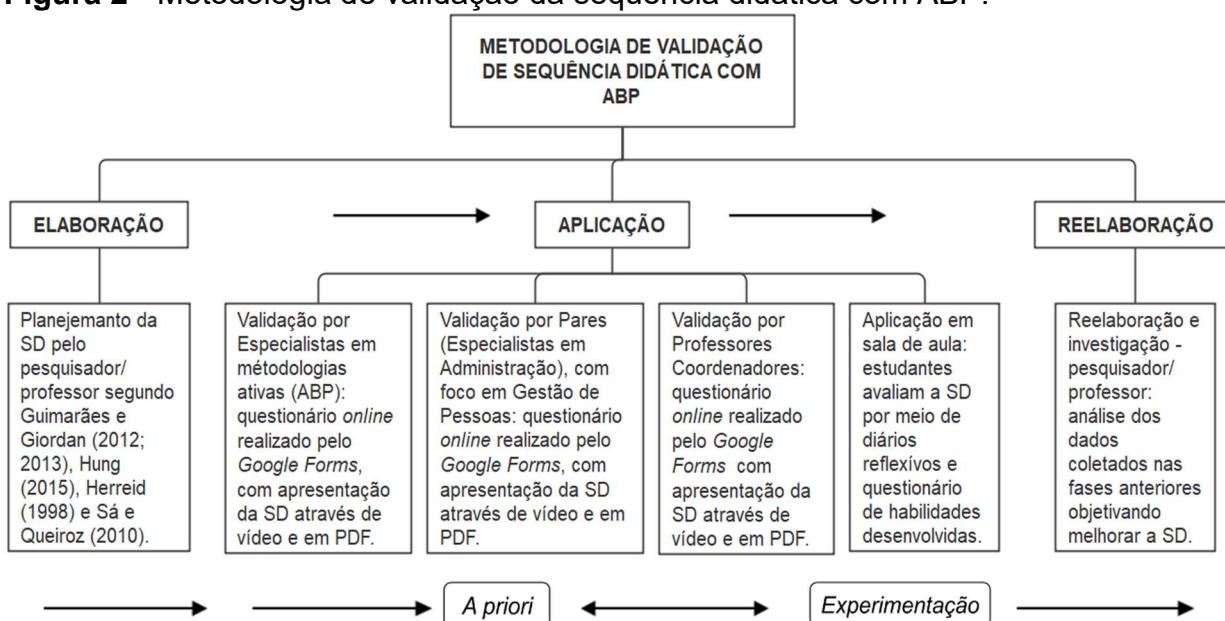 Figura 2 - Metodologia de validação da sequência didática com ABP.
METODOLOGIA DE VALIDAÇÃO
DE SEQUÊNCIA DIDÁTICA COM
ABP
ELABORAÇÃO
APLICAÇÃO
REELABORAÇÃO
Planejemanto da
SD pelo
pesquisador/
professor segundo
Guimarães e
Giordan (2012;
2013), Hung
(2015), Herreid
(1998) e Sá e
Queiroz (2010).
Validação por
Especialistas em
métodologias
ativas (ABP):
questionário online
realizado pelo
Google Forms,
com apresentação
da SD através de
vídeo e em PDF.
Validação por Pares
(Especialistas em
Administração), com
foco em Gestão de
Pessoas: questionário
online realizado pelo
Google Forms, com
apresentação da SD
através de vídeo e em
PDF.
Validação por
Professores
Coordenadores:
questionário
online realizado
pelo Google
Forms com
apresentação da
SD através de
vídeo e em PDF.
Aplicação em
sala de aula:
estudantes
avaliam a SD
por meio de
diários
reflexívos e
questionário
de habilidades
desenvolvidas.
Reelaboração e
investigação -
pesquisador/
professor:
análise dos
dados
coletados nas
fases anteriores
objetivando
melhorar a SD.
A priori
Experimentação